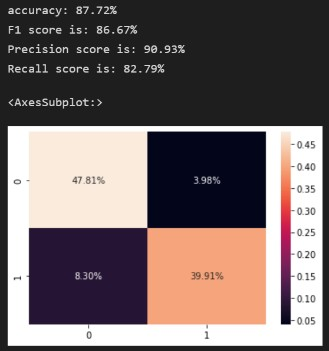 accuracy: 87.72%
F1 score is: 86.67%
Precision score is: 90.93%
Recall score is: 82.79%
<AxesSubplot:>
0 47.81% 3.98%
1 8.30% 39.91%
0 1
0.45
0.40
0.35
0.30
0.25
0.20
0.15
0.10
0.05